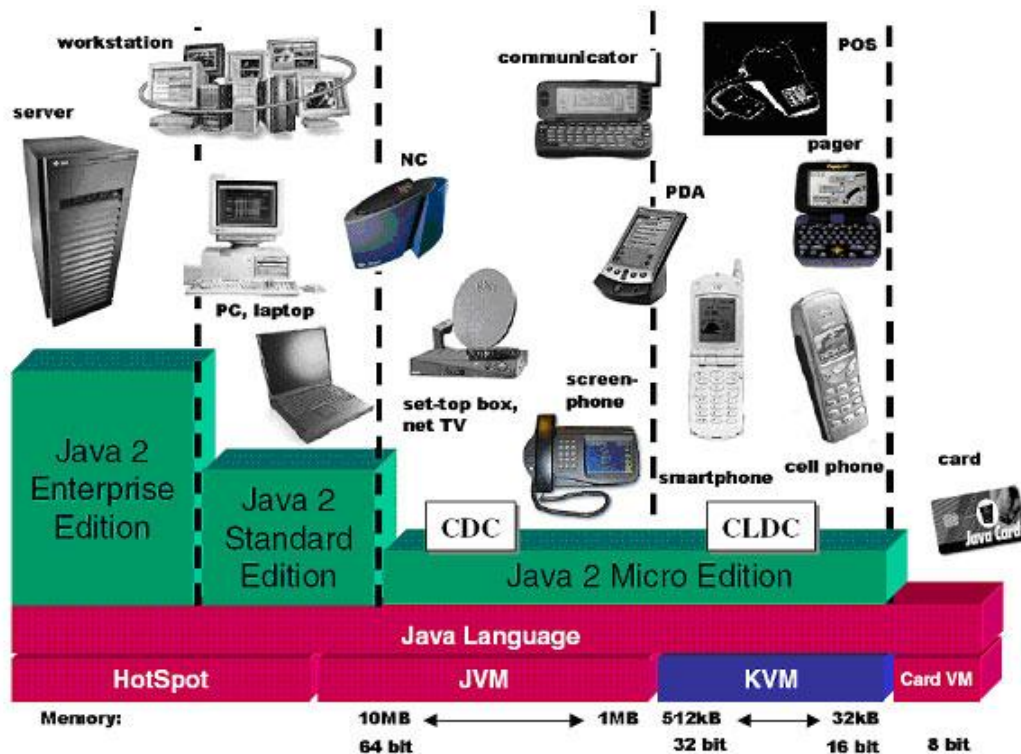 workstation
server
communicator
POS
NC
pager
PDA
PC, laptop
set-top box,
net TV
screen-
phone
smartphone
cell phone
card
Java Card
Java 2
Enterprise
Edition
Java 2
Standard
Edition
CDC
CLDC
Java 2 Micro Edition
Java Language
HotSpot
JVM
KVM
Card VM
Memory:
10MB
1MB
512kB
32kB
64 bit
32 bit
16 bit
8 bit